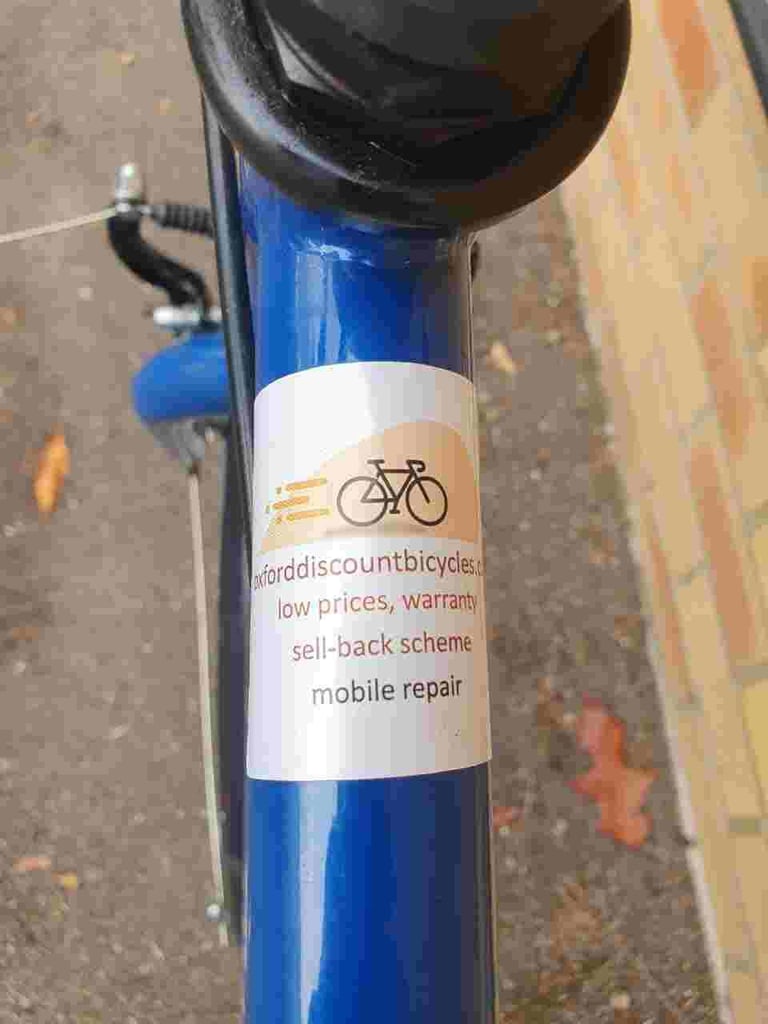 oxforddiscountbicycles.c
low prices, warranty
sell-back scheme
mobile repair